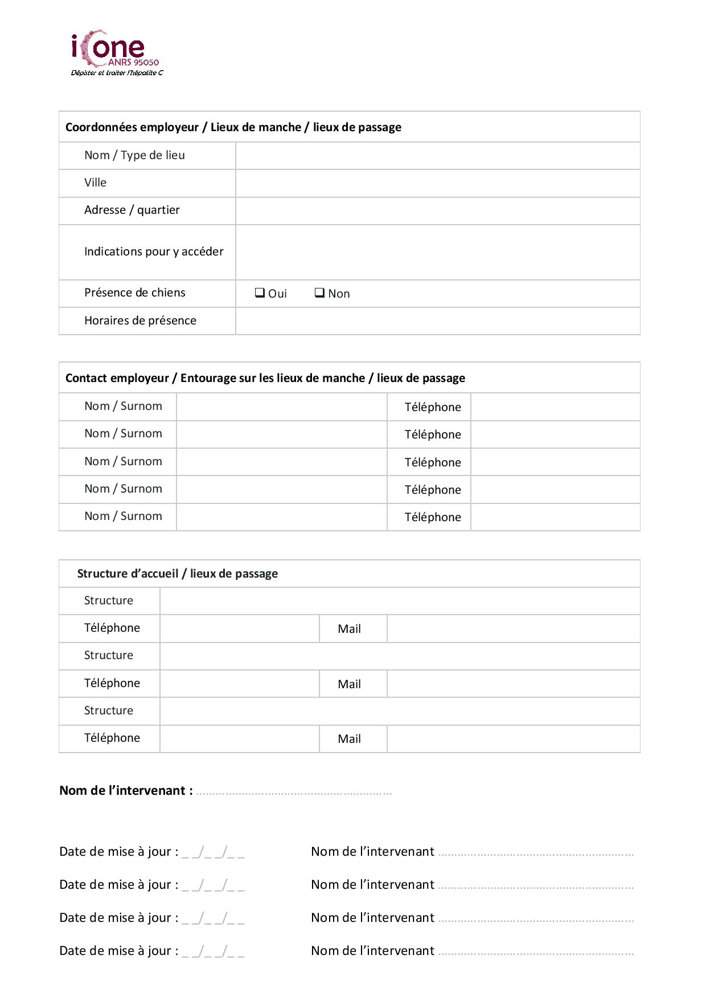 iCone
ANRS 95050
Dépister et traiter l'hépatite C
Coordonnées employeur / Lieux de manche / lieux de passage
Nom / Type de lieu
Ville
Adresse / quartier
Indications pour y accéder
Présence de chiens ❑ Oui ❑ Non
Horaires de présence
Contact employeur / Entourage sur les lieux de manche / lieux de passage
Nom / Surnom Téléphone
Nom / Surnom Téléphone
Nom / Surnom Téléphone
Nom / Surnom Téléphone
Nom / Surnom Téléphone
Structure d’accueil / lieux de passage
Structure
Téléphone Mail
Structure
Téléphone Mail
Structure
Téléphone Mail
Nom de l’intervenant : ……………………………………………………
Date de mise à jour : _ _/_ _/_ _ Nom de l’intervenant ……………………………………………………
Date de mise à jour : _ _/_ _/_ _ Nom de l’intervenant ……………………………………………………
Date de mise à jour : _ _/_ _/_ _ Nom de l’intervenant ……………………………………………………
Date de mise à jour : _ _/_ _/_ _ Nom de l’intervenant ……………………………………………………